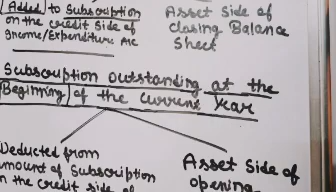 Added to Subscription
on the credit side of
Income/Expenditure A/c
Asset Side of
closing Balance
Sheet
Subscription outstanding at the
Beginning of the current Year
Deducted from
amount of Subscription
n the credit side of
Asset Side of
opening